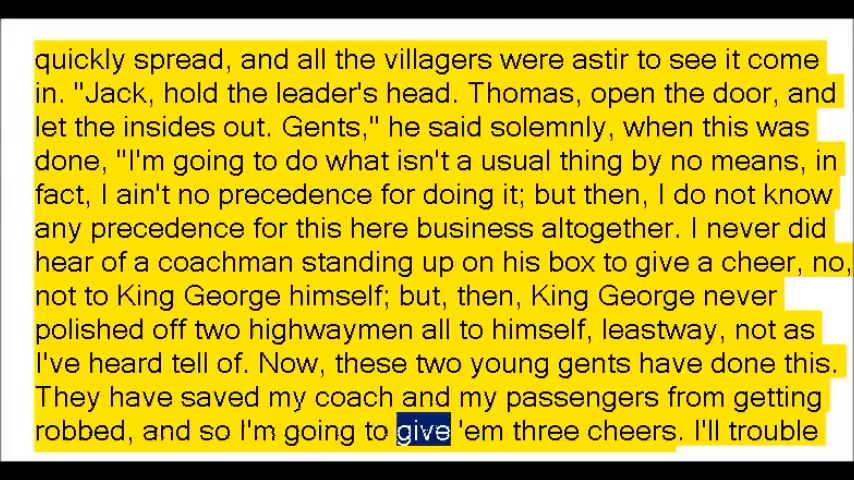 quickly spread, and all the villagers were astir to see it come
in. "Jack, hold the leader's head. Thomas, open the door, and
let the insides out. Gents," he said solemnly, when this was
done, "I'm going to do what isn't a usual thing by no means, in
fact, I ain't no precedence for doing it; but then, I do not know
any precedence for this here business altogether. I never did
hear of a coachman standing up on his box to give a cheer, no,
not to King George himself; but, then, King George never
polished off two highwaymen all to himself, leastway, not as
I've heard tell of. Now, these two young gents have done this.
They have saved my coach and my passengers from getting
robbed, and so I'm going to give 'em three cheers. I'll trouble